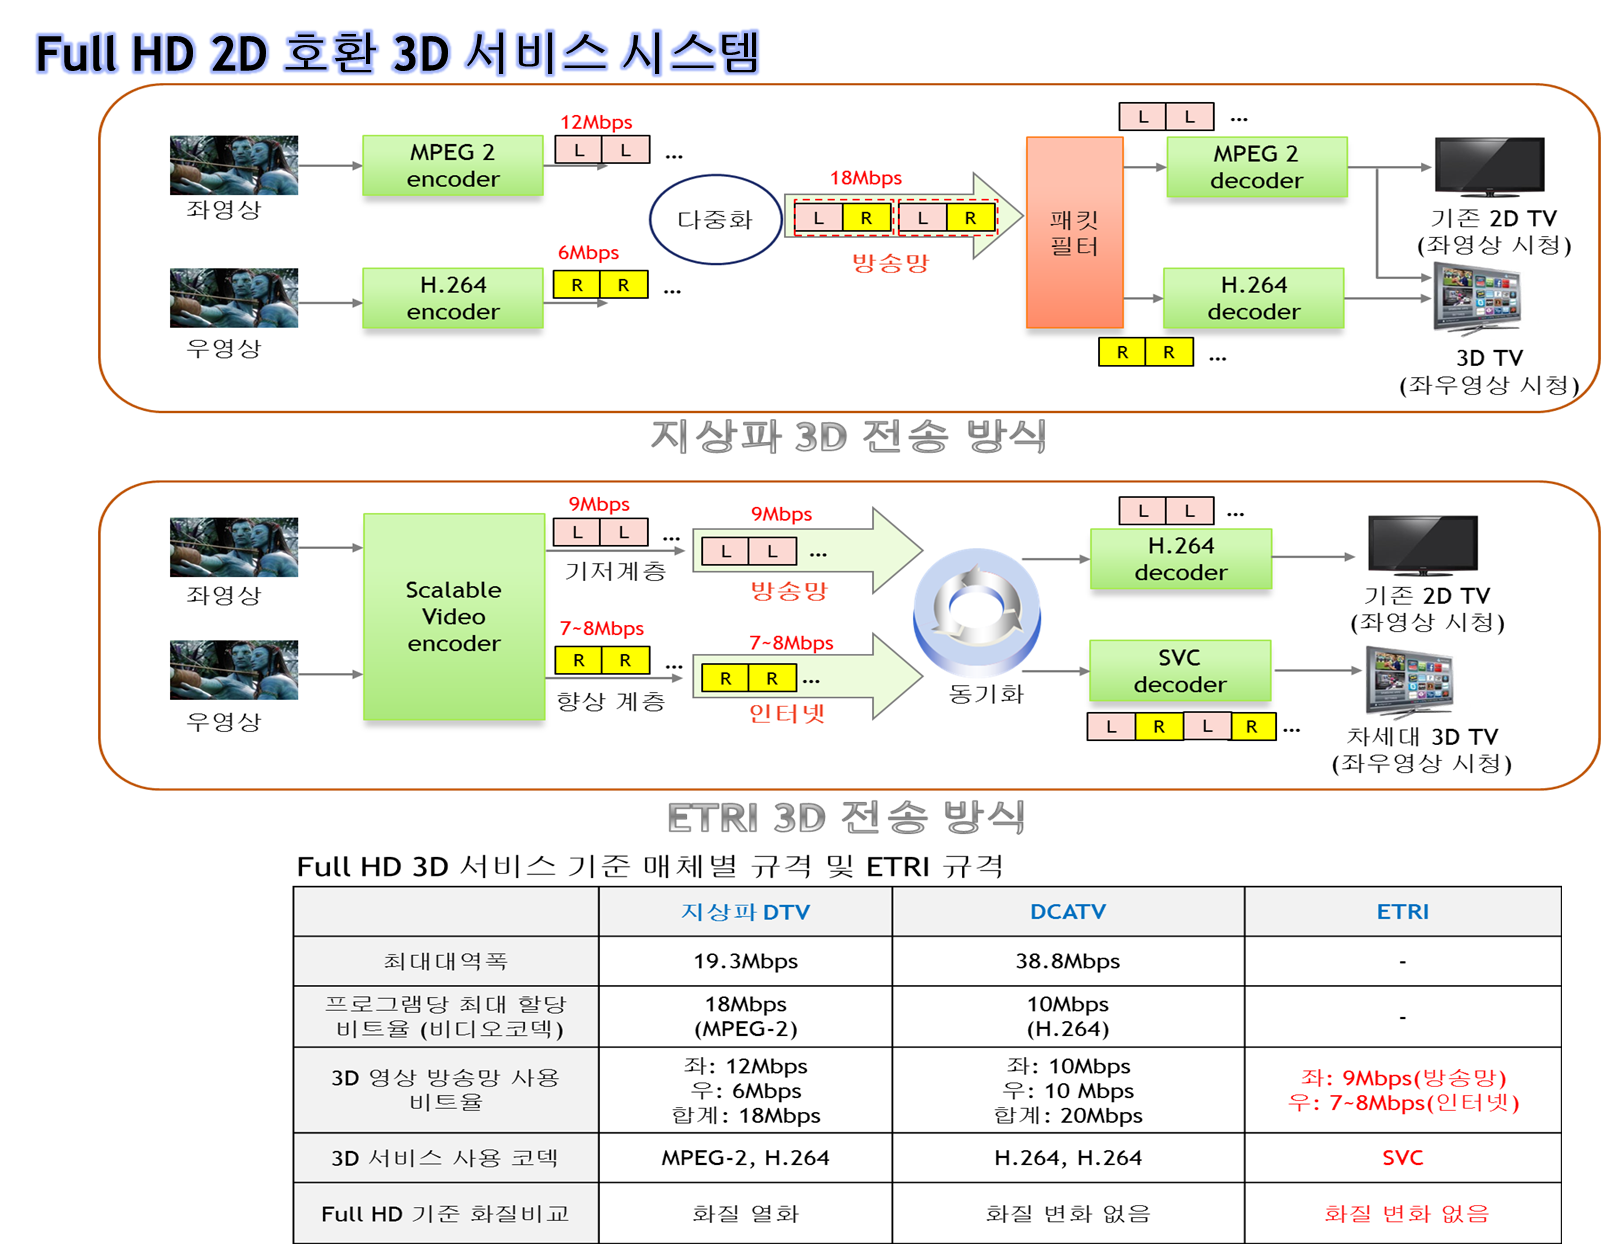 Full HD 2D 호환 3D 서비스 시스템
좌영상
MPEG 2
encoder
12Mbps
L L ...
우영상
H.264
encoder
6Mbps
R R ...
다중화
18Mbps
L R L R
방송망
패킷
필터
L L ...
MPEG 2
decoder
H.264
decoder
R R ...
기존 2D TV
(좌영상 시청)
3D TV
(좌우영상 시청)
지상파 3D 전송 방식
좌영상
우영상
Scalable
Video
encoder
9Mbps
L L ...
기저계층
7~8Mbps
R R ...
향상 계층
9Mbps
L L ...
방송망
7~8Mbps
R R ...
인터넷
동기화
L L ...
H.264
decoder
SVC
decoder
L R L R ...
기존 2D TV
(좌영상 시청)
차세대 3D TV
(좌우영상 시청)
ETRI 3D 전송 방식
Full HD 3D 서비스 기준 매체별 규격 및 ETRI 규격
지상파 DTV DCATV ETRI
최대대역폭 19.3Mbps 38.8Mbps -
프로그램당 최대 할당
비트율 (비디오코덱)
18Mbps
(MPEG-2)
10Mbps
(H.264)
-
3D 영상 방송망 사용
비트율
좌: 12Mbps
우: 6Mbps
합계: 18Mbps
좌: 10Mbps
우: 10 Mbps
합계: 20Mbps
좌: 9Mbps(방송망)
우: 7~8Mbps(인터넷)
3D 서비스 사용 코덱 MPEG-2, H.264 H.264, H.264 SVC
Full HD 기준 화질비교 화질 열화 화질 변화 없음 화질 변화 없음